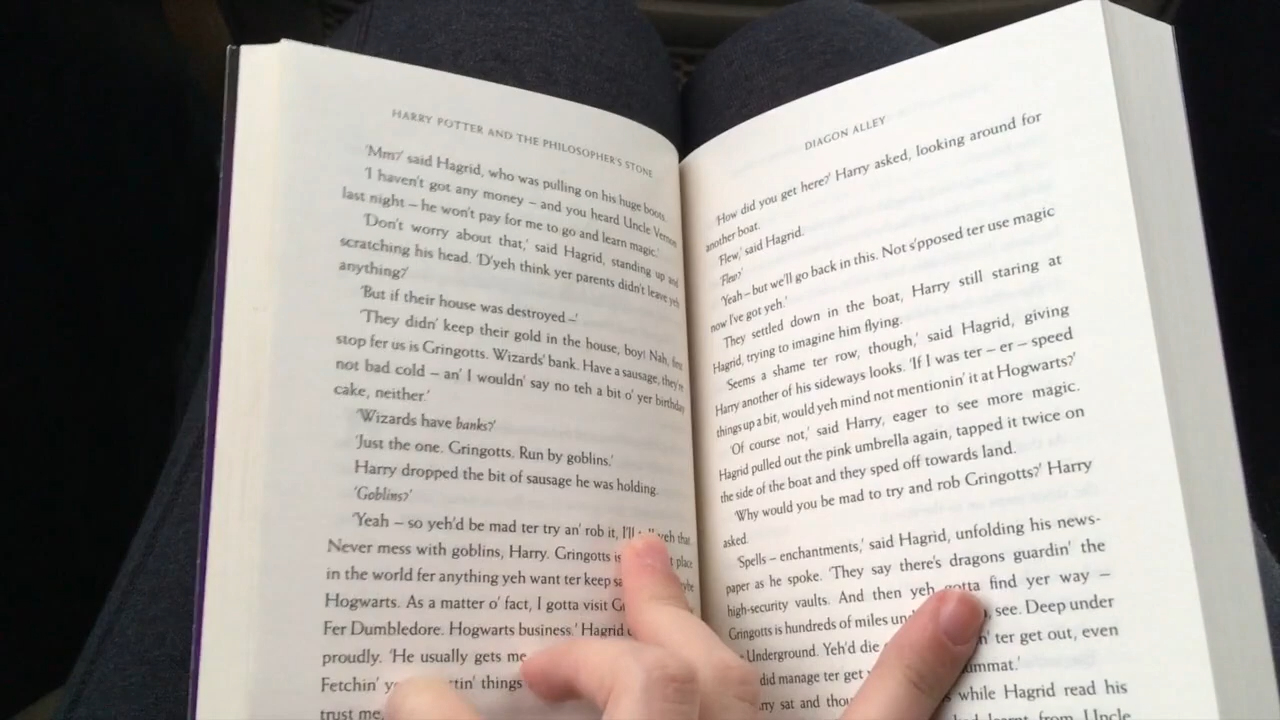 HARRY POTTER AND THE PHILOSOPHER'S STONE
'Mm?' said Hagrid, who was pulling on his huge boots.
'I haven't got any money – and you heard Uncle Vernon
last night – he won't pay for me to go and learn magic.'
'Don't worry about that,' said Hagrid, standing up and
scratching his head. 'D'yeh think yer parents didn't leave yeh
anything?'
'But if their house was destroyed –'
'They didn' keep their gold in the house, boy! Nah, first
stop fer us is Gringotts. Wizards' bank. Have a sausage, they're
not bad cold – an' I wouldn' say no teh a bit o' yer birthday
cake, neither.'
'Wizards have banks?'
'Just the one. Gringotts. Run by goblins.'
Harry dropped the bit of sausage he was holding.
'Goblins?'
'Yeah – so yeh'd be mad ter try an' rob it, I'll yeh that.
Never mess with goblins, Harry. Gringotts is place
in the world fer anything yeh want ter keep
Hogwarts. As a matter o' fact, I gotta visit
Fer Dumbledore. Hogwarts business.' Hagrid
proudly. 'He usually gets me
Fetchin' things
trust me
DIAGON ALLEY
'How did you get here?' Harry asked, looking around for
another boat.
'Flew,' said Hagrid.
'Flew?'
'Yeah – but we'll go back in this. Not s'pposed ter use magic
now I've got yeh.'
They settled down in the boat, Harry still staring at
Hagrid, trying to imagine him flying.
'Seems a shame ter row, though,' said Hagrid, giving
Harry another of his sideways looks. 'If I was ter – er – speed
things up a bit, would yeh mind not mentionin' it at Hogwarts?'
'Of course not,' said Harry, eager to see more magic.
Hagrid pulled out the pink umbrella again, tapped it twice on
the side of the boat and they sped off towards land.
'Why would you be mad to try and rob Gringotts?' Harry
asked.
'Spells – enchantments,' said Hagrid, unfolding his news-
paper as he spoke. 'They say there's dragons guardin' the
high-security vaults. And then yeh gotta find yer way –
Gringotts is hundreds of miles see. Deep under
Underground. Yeh'd die ter get out, even
did manage ter get
sat and while Hagrid read his
from Uncle